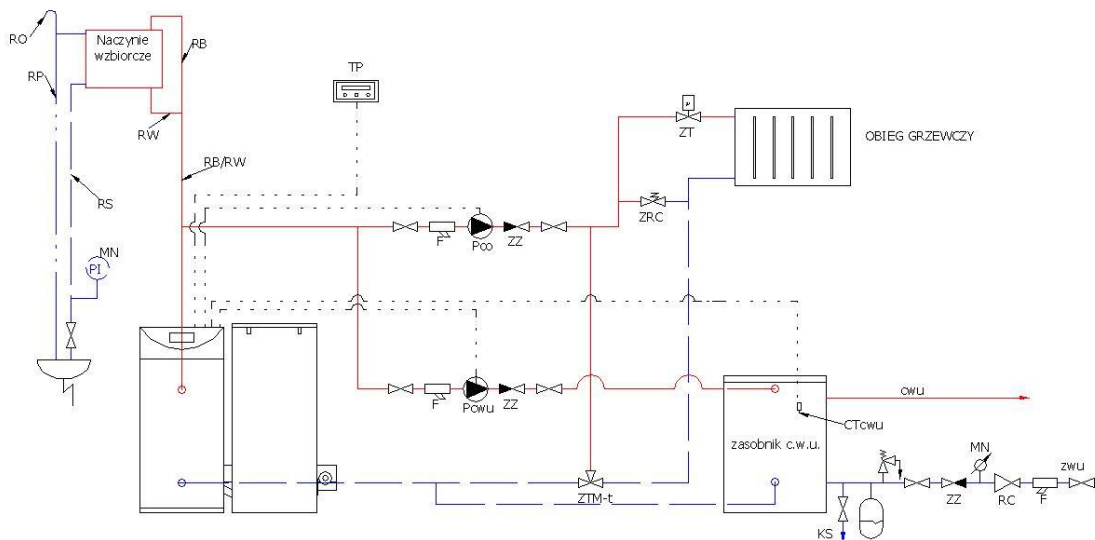 RO
Naczynie
wzbiorcze
RB
RP
TP
RW
ZT
OBIEG GRZEWCZY
RB/RW
RS
ZRC
F
Pco
ZZ
MN
PI
F
Pcwu
ZZ
cwu
CTcwu
zasobnik c.w.u.
MN
zwu
ZTM-t
ZZ
RC
F
KS